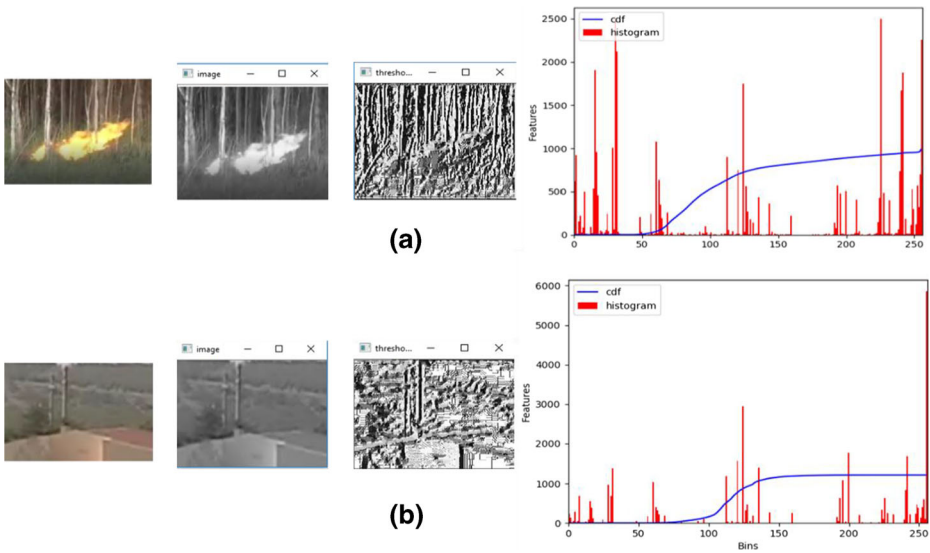 image
thresho...
cdf
histogram
2500
2000
1500
1000
500
0
Features
0 50 100 150 200 250
(a)
image
thresho...
cdf
histogram
6000
5000
4000
3000
2000
1000
0
Features
0 50 100 150 200 250
Bins
(b)